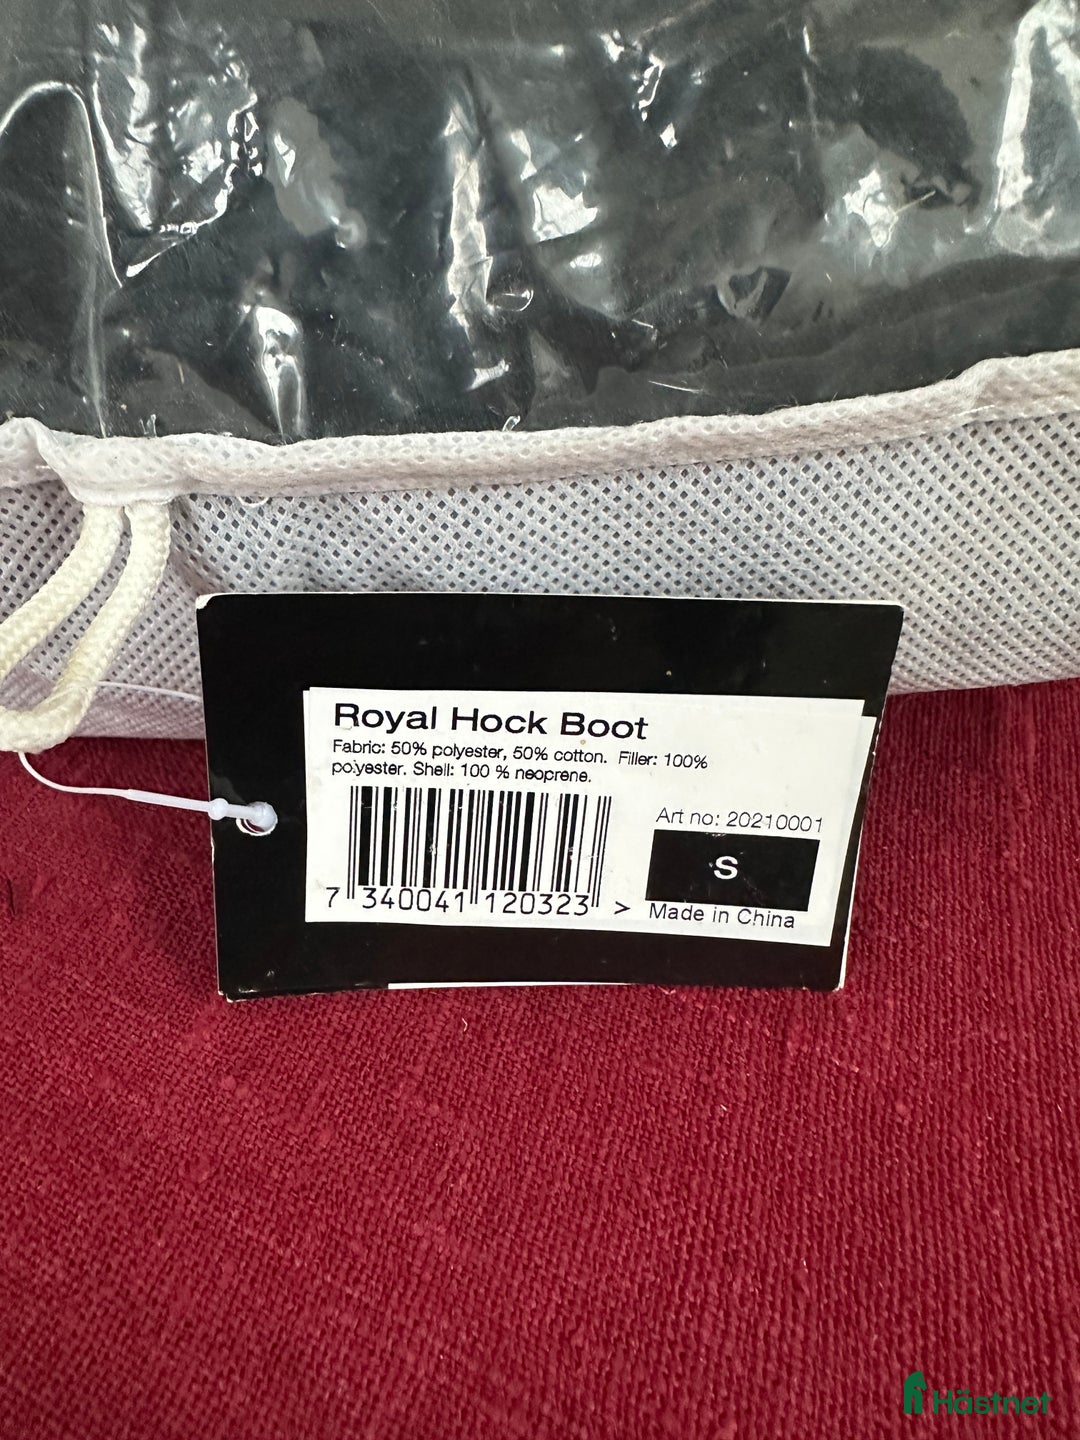 Royal Hock Boot
Fabric: 50% polyester, 50% cotton. Filler: 100%
polyester. Shell: 100 % neoprene.
Art no: 20210001
S
7 340041 120323 >
Made in China
Hästnet